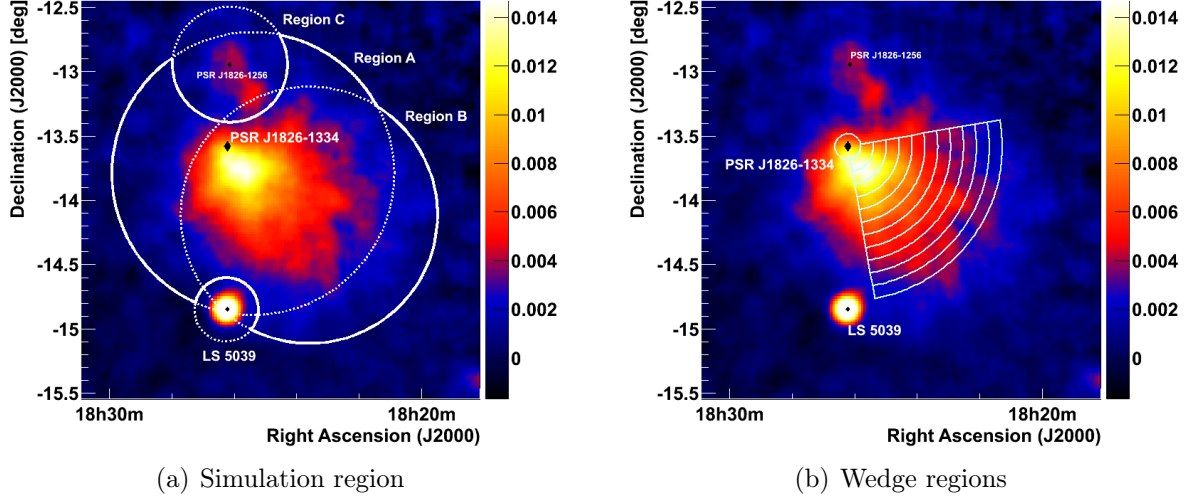 Declination (J2000) [deg]
-12.5
-13
-13.5
-14
-14.5
-15
-15.5
Region C
Region A
PSR J1826-1256
Region B
PSR J1826-1334
LS 5039
18h30m
18h20m
Right Ascension (J2000)
0.014
0.012
0.01
0.008
0.006
0.004
0.002
0
(a) Simulation region
Declination (J2000) [deg]
-12.5
-13
-13.5
-14
-14.5
-15
-15.5
PSR J1826-1256
PSR J1826-1334
LS 5039
18h30m
18h20m
Right Ascension (J2000)
0.014
0.012
0.01
0.008
0.006
0.004
0.002
0
(b) Wedge regions